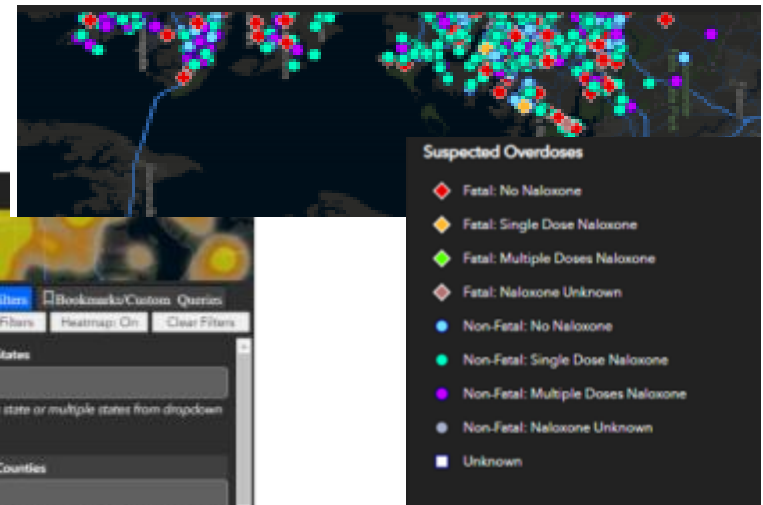 Suspected Overdoses
Fatal: No Naloxone
Fatal: Single Dose Naloxone
Fatal: Multiple Doses Naloxone
Fatal: Naloxone Unknown
Non-Fatal: No Naloxone
Non-Fatal: Single Dose Naloxone
Non-Fatal: Multiple Doses Naloxone
Non-Fatal: Naloxone Unknown
Unknown
ilters Bookmarks/Custom Queries
Filters Heatmap: On Clear Filters
States
state or multiple states from dropdown
Counties